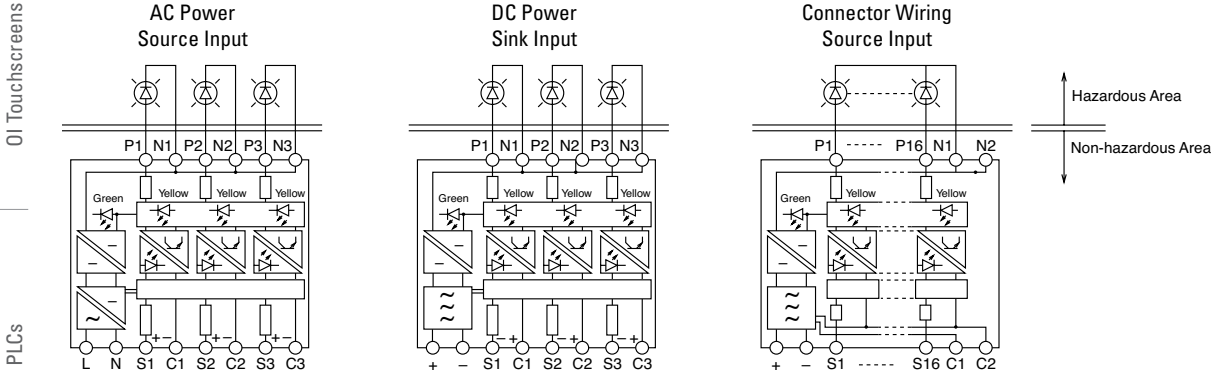 OI Touchscreens
PLCs
AC Power
Source Input
P1 N1 P2 N2 P3 N3
Green
Yellow
Yellow
– –
– ~
+ –
L N S1 C1 S2 C2 S3 C3
DC Power
Sink Input
P1 N1 P2 N2 P3 N3
Green
Yellow
Yellow
– –
~
~
~
– +
– +
+ – S1 C1 S2 C2 S3 C3
Connector Wiring
Source Input
P1 P16 N1 N2
Green
Yellow
Yellow
– –
~
~
~
+ – S1 S16 C1 C2
Hazardous Area
Non-hazardous Area